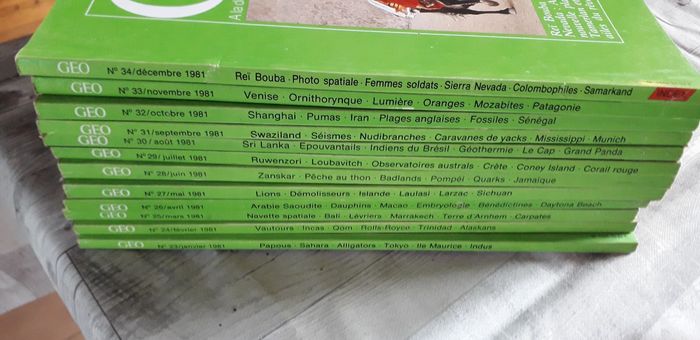 GEO N° 34/décembre 1981 Reï Bouba · Photo spatiale · Femmes soldats · Sierra Nevada · Colombophiles · Samarkand
GEO N° 33/novembre 1981 Venise · Ornithorynque · Lumière · Oranges · Mozabites · Patagonie
GEO N° 32/octobre 1981 Shanghai · Pumas · Iran · Plages anglaises · Fossiles · Sénégal
GEO N° 31/septembre 1981 Swaziland · Séismes · Nudibranches · Caravanes de yacks · Mississippi · Munich
GEO N° 30/août 1981 Sri Lanka · Epouvantails · Indiens du Brésil · Géothermie · Le Cap · Grand Panda
GEO N° 29/juillet 1981 Ruwenzori · Loubavitch · Observatoires australs · Crète · Coney Island · Corail rouge
GEO N° 28/juin 1981 Zanskar · Pêche au thon · Badlands · Pompéi · Quarks · Jamaïque
GEO N° 27/mai 1981 Lions · Démolisseurs · Islande · Laulasi · Larzac · Sichuan
GEO N° 26/avril 1981 Arabie Saoudite · Dauphins · Macao · Embryologie · Bénédictines · Daytona Beach
GEO N° 25/mars 1981 Navette spatiale · Bali · Lévriers · Marrakech · Terre d'Arnhem · Carpates
GEO N° 24/février 1981 Vautours · Incas · Qom · Rolls-Royce · Trinidad · Alaskans
GEO N° 23/janvier 1981 Papous · Sahara · Alligators · Tokyo · Ile Maurice · Indus